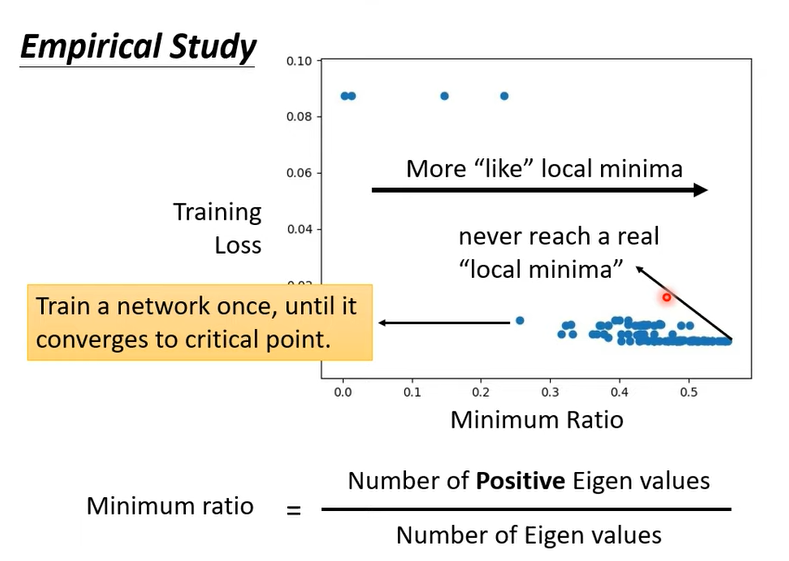 Empirical Study
0.10
0.08
0.06
0.04
More “like” local minima
Training
Loss
never reach a real
“local minima”
Train a network once, until it
converges to critical point.
0.0 0.1 0.2 0.3 0.4 0.5
Minimum Ratio
Number of Positive Eigen values
Minimum ratio =
Number of Eigen values